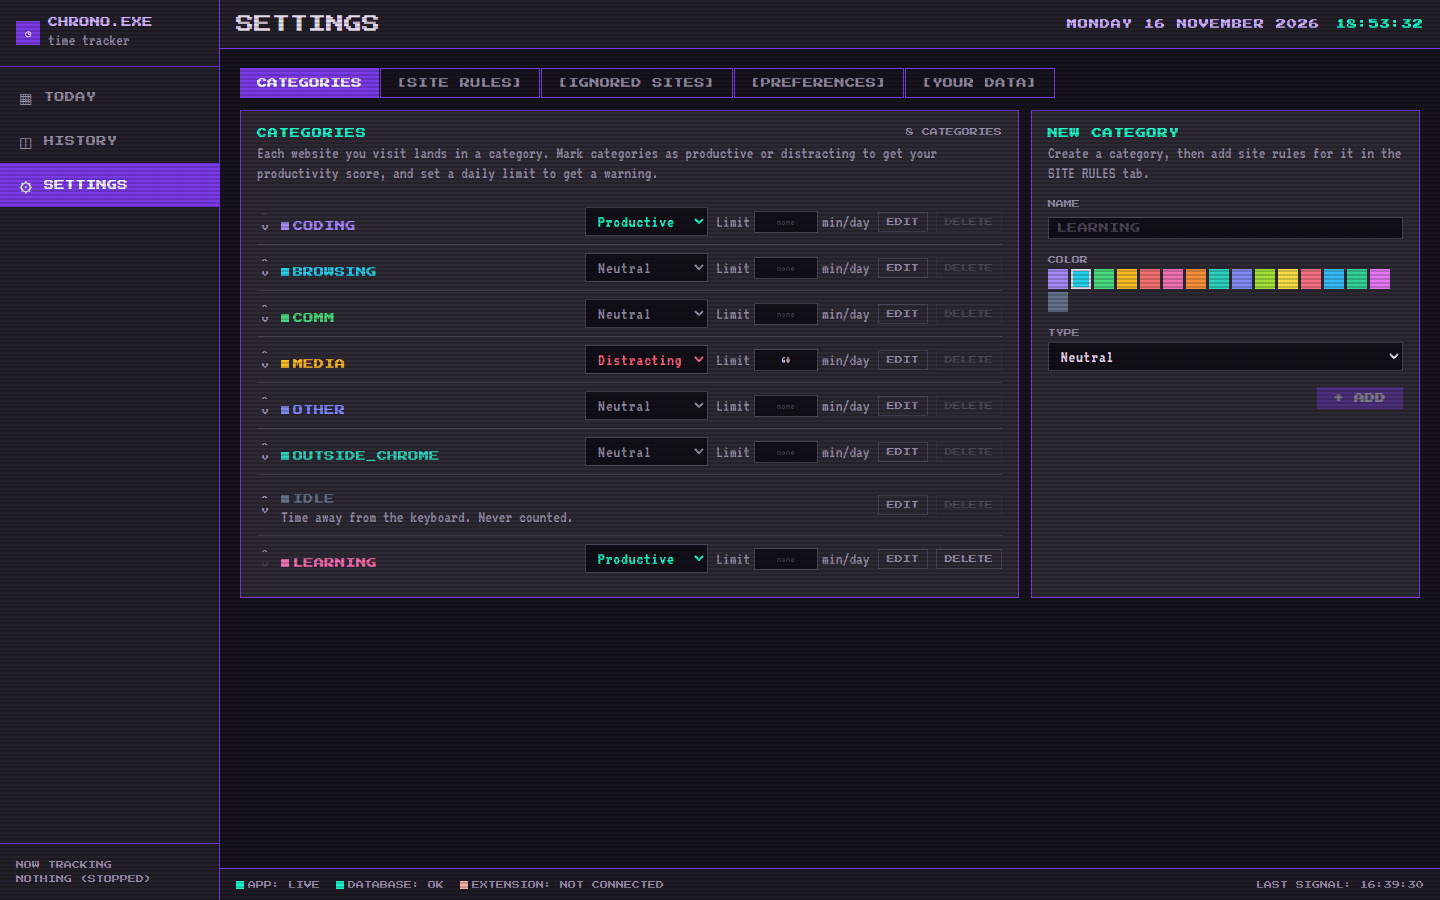 CHRONO.EXE
time tracker
TODAY
HISTORY
SETTINGS
NOW TRACKING
NOTHING (STOPPED)
SETTINGS
MONDAY 16 NOVEMBER 2026 18:53:32
CATEGORIES [SITE RULES] [IGNORED SITES] [PREFERENCES] [YOUR DATA]
CATEGORIES 8 CATEGORIES
Each website you visit lands in a category. Mark categories as productive or distracting to get your
productivity score, and set a daily limit to get a warning.
CODING Productive Limit none min/day EDIT DELETE
BROWSING Neutral Limit none min/day EDIT DELETE
COMM Neutral Limit none min/day EDIT DELETE
MEDIA Distracting Limit 60 min/day EDIT DELETE
OTHER Neutral Limit none min/day EDIT DELETE
OUTSIDE_CHROME Neutral Limit none min/day EDIT DELETE
IDLE EDIT DELETE
Time away from the keyboard. Never counted.
LEARNING Productive Limit none min/day EDIT DELETE
NEW CATEGORY
Create a category, then add site rules for it in the
SITE RULES tab.
NAME
LEARNING
COLOR
TYPE
Neutral
+ ADD
APP: LIVE DATABASE: OK EXTENSION: NOT CONNECTED LAST SIGNAL: 16:39:30